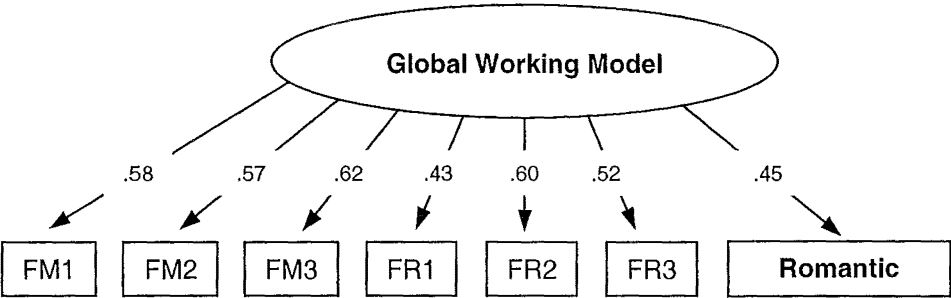 Global Working Model
.58 .57 .62 .43 .60 .52 .45
FM1 FM2 FM3 FR1 FR2 FR3 Romantic